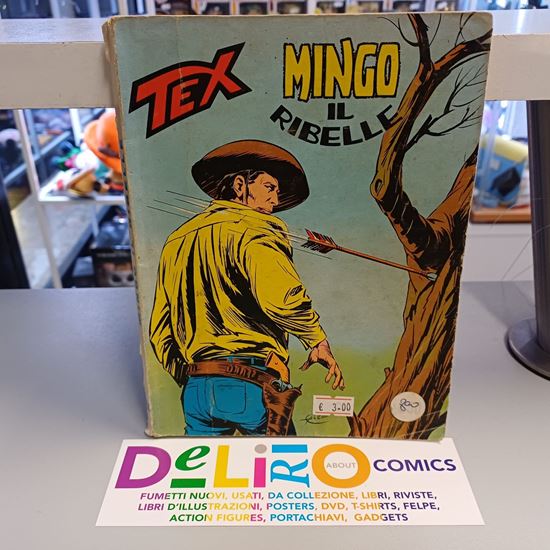 TEX
MINGO
IL
RIBELLE
€ 3.00
800
DeLiRiO ABOUT COMICS
FUMETTI NUOVI, USATI, DA COLLEZIONE, LIBRI, RIVISTE,
LIBRI D'ILLUSTRAZIONI, POSTERS, DVD, T-SHIRTS, FELPE,
ACTION FIGURES, PORTACHIAVI, GADGETS